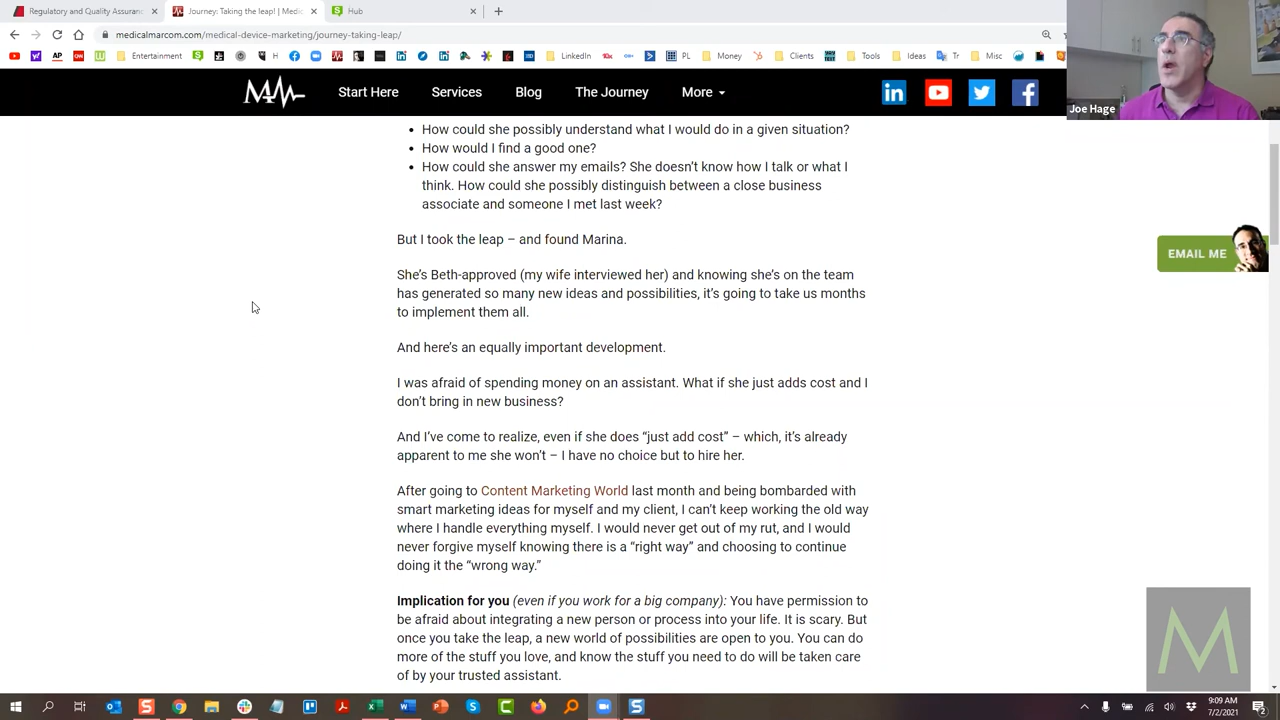 Regulatory and Quality Assuranc
Journey: Taking the leap! | Medic
Hub
medicalmarcom.com/medical-device-marketing/journey-taking-leap/
AP
Entertainment
H
LinkedIn
PL
Money
Clients
Tools
Ideas
Tr
Misc
Joe Hage
Start Here
Services
Blog
The Journey
More
How could she possibly understand what I would do in a given situation?
How would I find a good one?
How could she answer my emails? She doesn’t know how I talk or what I
think. How could she possibly distinguish between a close business
associate and someone I met last week?
But I took the leap – and found Marina.
She’s Beth-approved (my wife interviewed her) and knowing she’s on the team
has generated so many new ideas and possibilities, it’s going to take us months
to implement them all.
And here’s an equally important development.
I was afraid of spending money on an assistant. What if she just adds cost and I
don’t bring in new business?
And I’ve come to realize, even if she does “just add cost” – which, it’s already
apparent to me she won’t – I have no choice but to hire her.
After going to Content Marketing World last month and being bombarded with
smart marketing ideas for myself and my client, I can’t keep working the old way
where I handle everything myself. I would never get out of my rut, and I would
never forgive myself knowing there is a “right way” and choosing to continue
doing it the “wrong way.”
Implication for you (even if you work for a big company): You have permission to
be afraid about integrating a new person or process into your life. It is scary. But
once you take the leap, a new world of possibilities are open to you. You can do
more of the stuff you love, and know the stuff you need to do will be taken care
of by your trusted assistant.
EMAIL ME
M
9:09 AM
7/2/2021